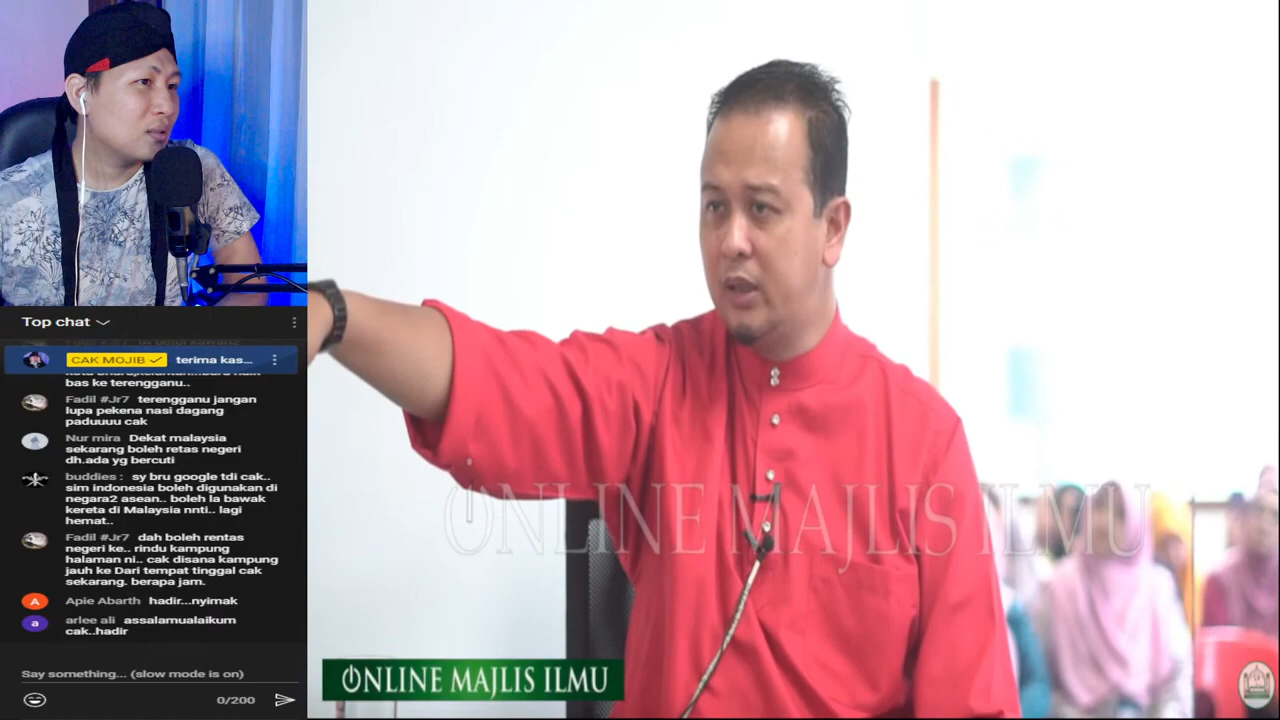 Top chat
CAK MOJIB terima kas...
bas ke terengganu..
Fadil #Jr7 terengganu jangan
lupa pekena nasi dagang
paduuuu cak
Nur mira Dekat malaysia
sekarang boleh retas negeri
dh.ada yg bercuti
buddies : sy bru google tdi cak..
sim indonesia boleh digunakan di
negara2 asean.. boleh la bawak
kereta di Malaysia nnti.. lagi
hemat..
Fadil #Jr7 dah boleh rentas
negeri ke.. rindu kampung
halaman ni.. cak disana kampung
jauh ke Dari tempat tinggal cak
sekarang. berapa jam.
A Apie Abarth hadir...nyimak
a arlee ali assalamualaikum
cak..hadir
Say something... (slow mode is on)
0/200
ONLINE MAJLIS ILMU
ONLINE MAJLIS ILMU